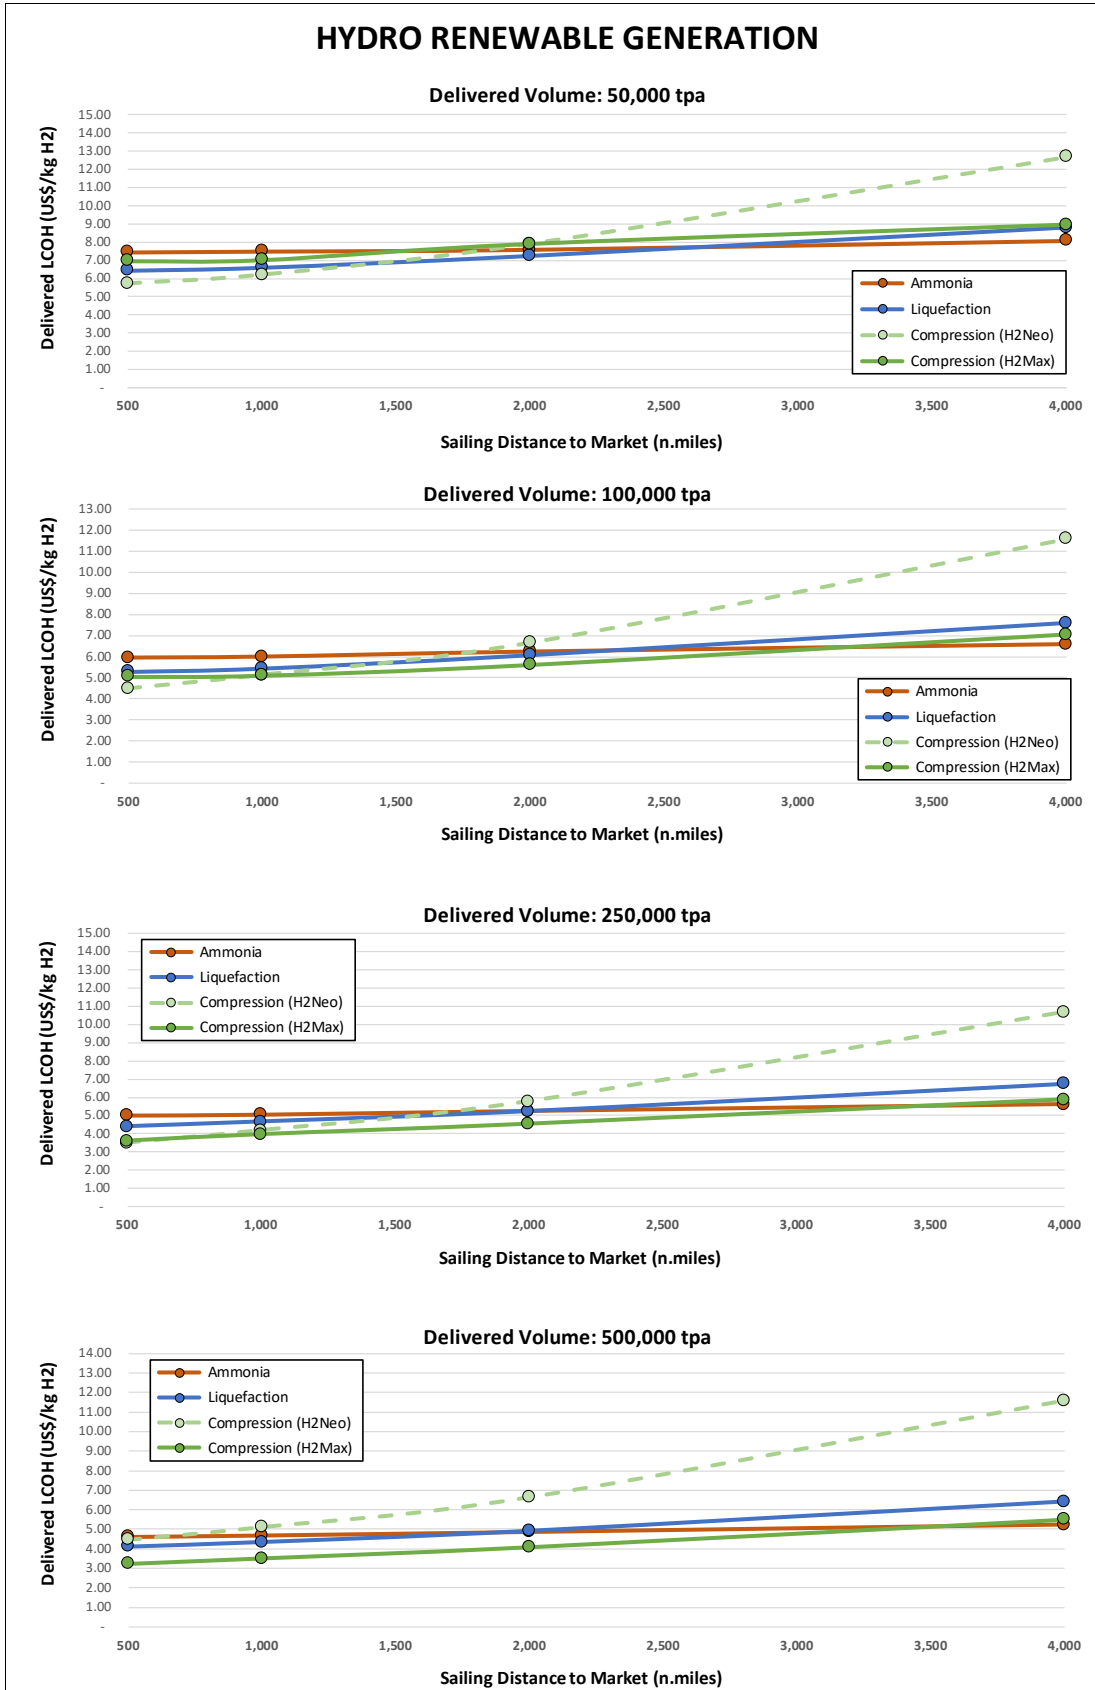 HYDRO RENEWABLE GENERATION
Delivered Volume: 50,000 tpa
Delivered LCOH (US$/kg H2)
15.00
14.00
13.00
12.00
11.00
10.00
9.00
8.00
7.00
6.00
5.00
4.00
3.00
2.00
1.00
-
Ammonia
Liquefaction
Compression (H2Neo)
Compression (H2Max)
500 1,000 1,500 2,000 2,500 3,000 3,500 4,000
Sailing Distance to Market (n.miles)
Delivered Volume: 100,000 tpa
Delivered LCOH (US$/kg H2)
13.00
12.00
11.00
10.00
9.00
8.00
7.00
6.00
5.00
4.00
3.00
2.00
1.00
-
Ammonia
Liquefaction
Compression (H2Neo)
Compression (H2Max)
500 1,000 1,500 2,000 2,500 3,000 3,500 4,000
Sailing Distance to Market (n.miles)
Delivered Volume: 250,000 tpa
Delivered LCOH (US$/kg H2)
15.00
14.00
13.00
12.00
11.00
10.00
9.00
8.00
7.00
6.00
5.00
4.00
3.00
2.00
1.00
-
Ammonia
Liquefaction
Compression (H2Neo)
Compression (H2Max)
500 1,000 1,500 2,000 2,500 3,000 3,500 4,000
Sailing Distance to Market (n.miles)
Delivered Volume: 500,000 tpa
Delivered LCOH (US$/kg H2)
14.00
13.00
12.00
11.00
10.00
9.00
8.00
7.00
6.00
5.00
4.00
3.00
2.00
1.00
-
Ammonia
Liquefaction
Compression (H2Neo)
Compression (H2Max)
500 1,000 1,500 2,000 2,500 3,000 3,500 4,000
Sailing Distance to Market (n.miles)